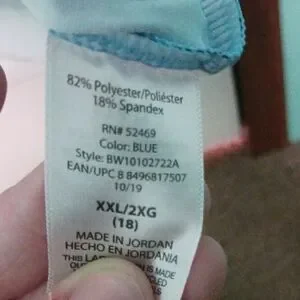 82% Polyester/Poliéster
18% Spandex
RN# 52469
Color: BLUE
Style: BW10102722A
EAN/UPC 8 8496817507
10/19
XXL/2XG
(18)
MADE IN JORDAN
HECHO EN JORDANIA
THIS